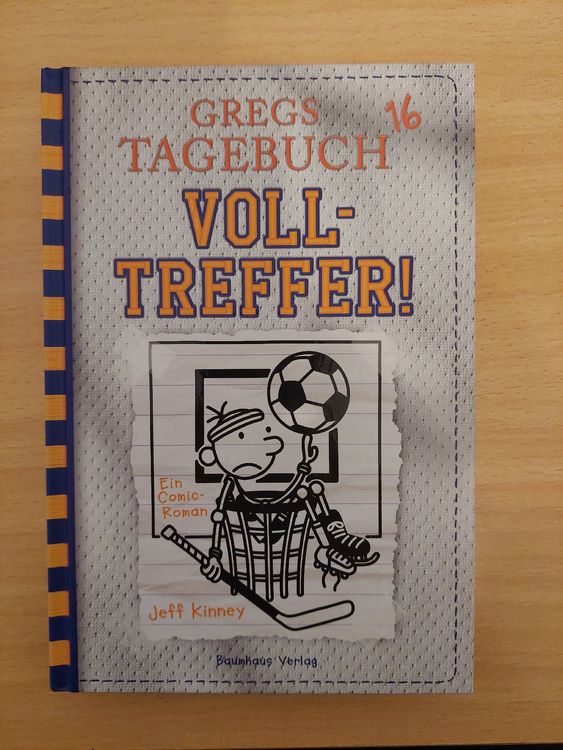 GREGS
TAGEBUCH 16
VOLL-
TREFFER!
Ein
Comic-
Roman
Jeff Kinney
Baumhaus Verlag